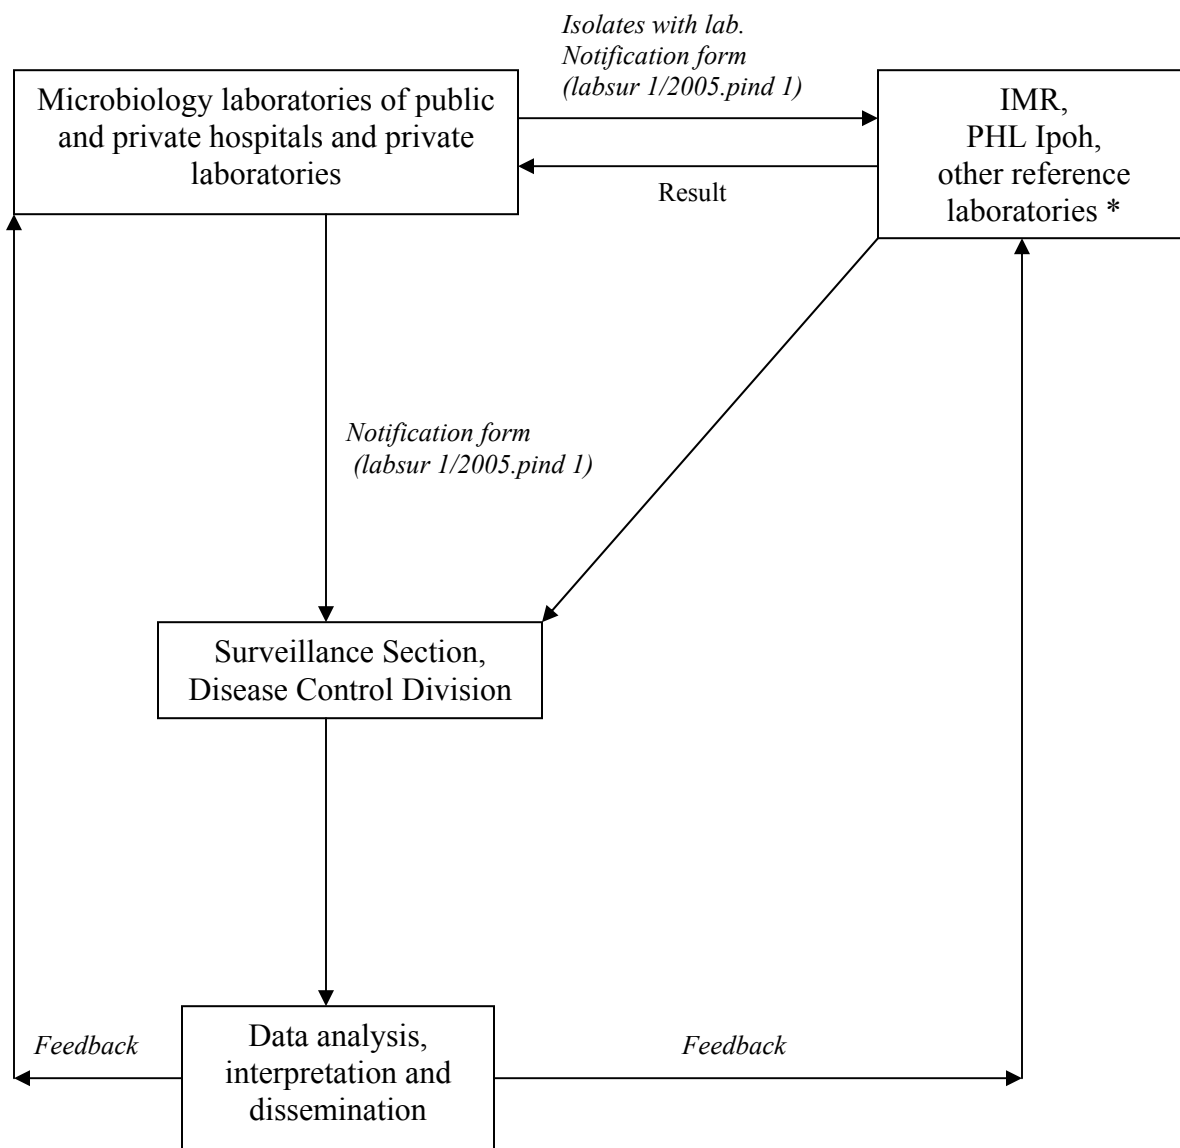 Isolates with lab.
Notification form
(labsur 1/2005.pind 1)
Microbiology laboratories of public
and private hospitals and private
laboratories
IMR,
PHL Ipoh,
other reference
laboratories *
Result
Notification form
(labsur 1/2005.pind 1)
Surveillance Section,
Disease Control Division
Feedback
Data analysis,
interpretation and
dissemination
Feedback